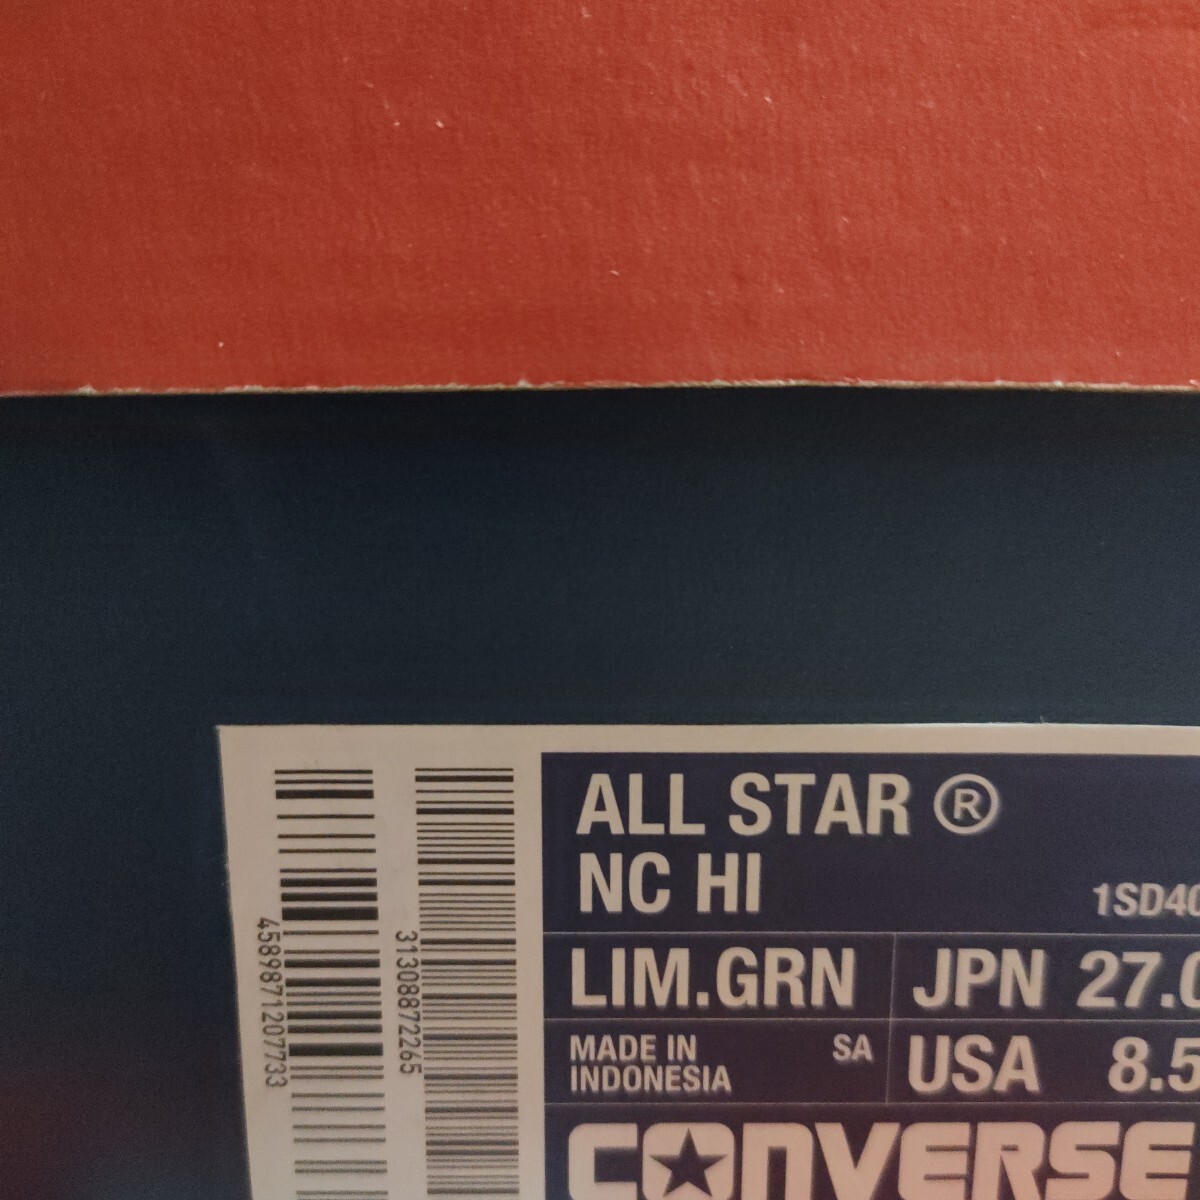 ALL STAR ®
NC HI
1SD40
LIM.GRN
JPN 27.0
MADE IN
INDONESIA
SA
USA 8.5
CONVERSE
4589871207733
31308872265